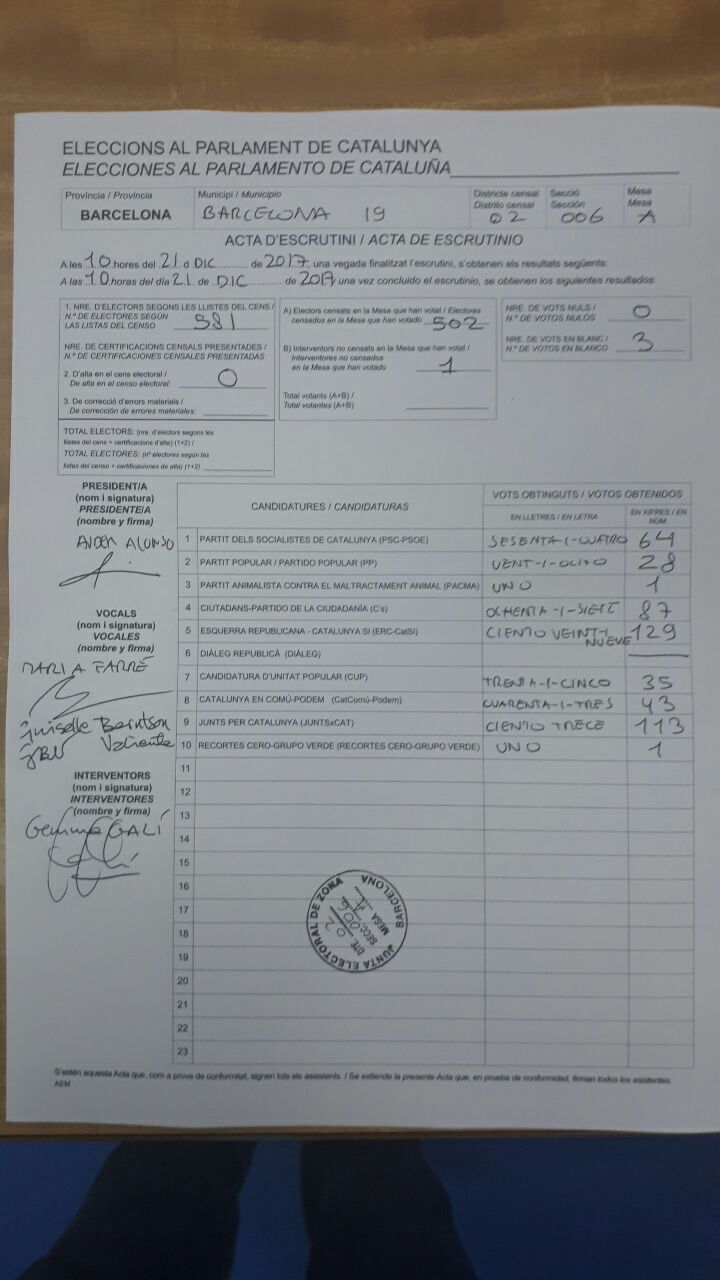 ELECCIONS AL PARLAMENT DE CATALUNYA
ELECCIONES AL PARLAMENTO DE CATALUÑA
Provincia / Provincia
BARCELONA
Municipi / Municipio
BARCELONA 19
Districte censal
Distrito censal
02
Secció
Sección
006
Mesa
Mesa
A
ACTA D'ESCRUTINI / ACTA DE ESCRUTINIO
A les 10 hores del 21 d DIC de 2017, una vegada finalitzat l'escrutini, s'obtenen els resultats següents:
A las 10 horas del día 21 de DIC de 2017, una vez concluido el escrutinio, se obtienen los siguientes resultados:
1. NRE. D'ELECTORS SEGONS LES LLISTES DEL CENS /
N.º DE ELECTORES SEGÚN
LAS LISTAS DEL CENSO 581
NRE. DE CERTIFICACIONS CENSALS PRESENTADES /
N.º DE CERTIFICACIONES CENSALES PRESENTADAS
2. D'alta en el cens electoral /
De alta en el censo electoral: 0
3. De correcció d'errors materials /
De corrección de errores materiales:
TOTAL ELECTORS: (nre. d'electors segons les
llistes del cens + certificacions d'alta) (1+2) /
TOTAL ELECTORES: (nº electores según las
listas del censo + certificaciones de alta) (1+2)
A) Electors censats en la Mesa que han votat / Electores
censados en la Mesa que han votado 502
B) Interventors no censats en la Mesa que han votat /
Interventores no censados
en la Mesa que han votado 1
Total votants (A+B) /
Total votantes (A+B)
NRE. DE VOTS NULS /
N.º DE VOTOS NULOS 0
NRE. DE VOTS EN BLANC /
N.º DE VOTOS EN BLANCO 3
PRESIDENT/A
(nom i signatura)
PRESIDENTE/A
(nombre y firma)
ANDER ALONSO
VOCALS
(nom i signatura)
VOCALES
(nombre y firma)
MARIA FARRÉ
INTERVENTORS
(nom i signatura)
INTERVENTORES
(nombre y firma)
Gemma GALÍ
CANDIDATURES / CANDIDATURAS
VOTS OBTINGUTS / VOTOS OBTENIDOS
EN LLETRES / EN LETRA
EN XIFRES / EN NÚM.
1 PARTIT DELS SOCIALISTES DE CATALUNYA (PSC-PSOE) SESENTA-I-CUATRO 64
2 PARTIT POPULAR / PARTIDO POPULAR (PP) VENT-I-OCHO 28
3 PARTIT ANIMALISTA CONTRA EL MALTRACTAMENT ANIMAL (PACMA) UNO 1
4 CIUTADANS-PARTIDO DE LA CIUDADANÍA (C's) OCHENTA-I-SIETE 87
5 ESQUERRA REPUBLICANA - CATALUNYA SÍ (ERC-CatSí) CIENTO VEINTI NUEVE 129
6 DIÀLEG REPUBLICÀ (DIÀLEG)
7 CANDIDATURA D'UNITAT POPULAR (CUP) TRENTA-I-CINCO 35
8 CATALUNYA EN COMÚ-PODEM (CatComú-Podem) CUARENTA-I-TRES 43
9 JUNTS PER CATALUNYA (JUNTSxCAT) CIENTO TRECE 113
10 RECORTES CERO-GRUPO VERDE (RECORTES CERO-GRUPO VERDE) UNO 1
11
12
13
14
15
16
17
18
19
20
21
22
23
JUNTA ELECTORAL DE ZONA
BARCELONA
DTE. 02
SECC. 006
MESA A
S'estén aquesta Acta que, com a prova de conformitat, signen tots els assistents. / Se extiende la presente Acta que, en prueba de conformidad, firman todos los asistentes.
AEM